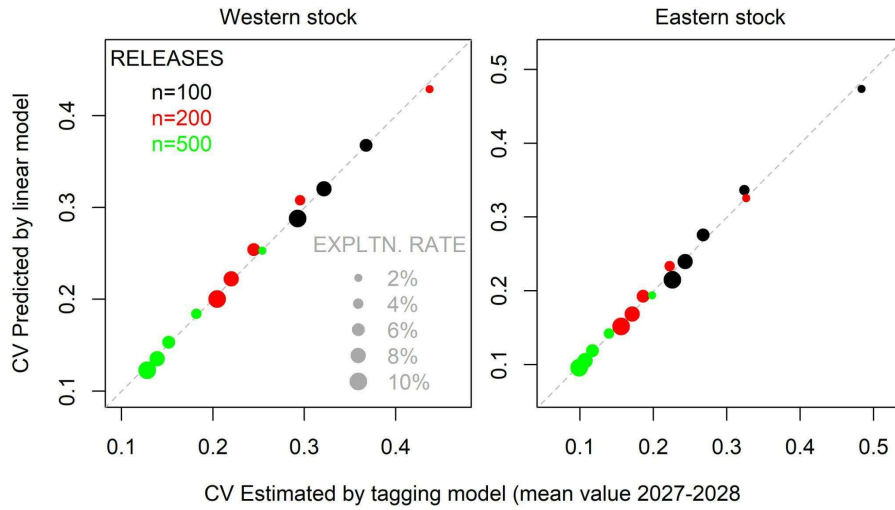 Western stock
Eastern stock
CV Predicted by linear model
RELEASES
n=100
n=200
n=500
EXPLTN. RATE
2%
4%
6%
8%
10%
0.4
0.3
0.2
0.1
0.1 0.2 0.3 0.4
0.5
0.4
0.3
0.2
0.1
0.1 0.2 0.3 0.4 0.5
CV Estimated by tagging model (mean value 2027-2028